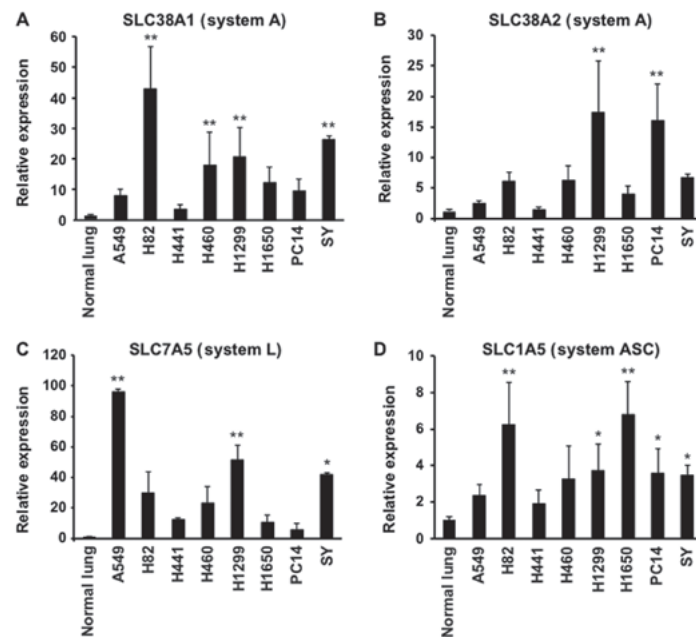 A
SLC38A1 (system A)
Relative expression
60
50
40
30
20
10
0
**
**
**
**
Normal lung
A549
H82
H441
H460
H1299
H1650
PC14
SY
B
SLC38A2 (system A)
Relative expression
30
25
20
15
10
5
0
**
**
Normal lung
A549
H82
H441
H460
H1299
H1650
PC14
SY
C
SLC7A5 (system L)
Relative expression
120
100
80
60
40
20
0
**
**
*
Normal lung
A549
H82
H441
H460
H1299
H1650
PC14
SY
D
SLC1A5 (system ASC)
Relative expression
10
8
6
4
2
0
**
*
**
*
*
Normal lung
A549
H82
H441
H460
H1299
H1650
PC14
SY